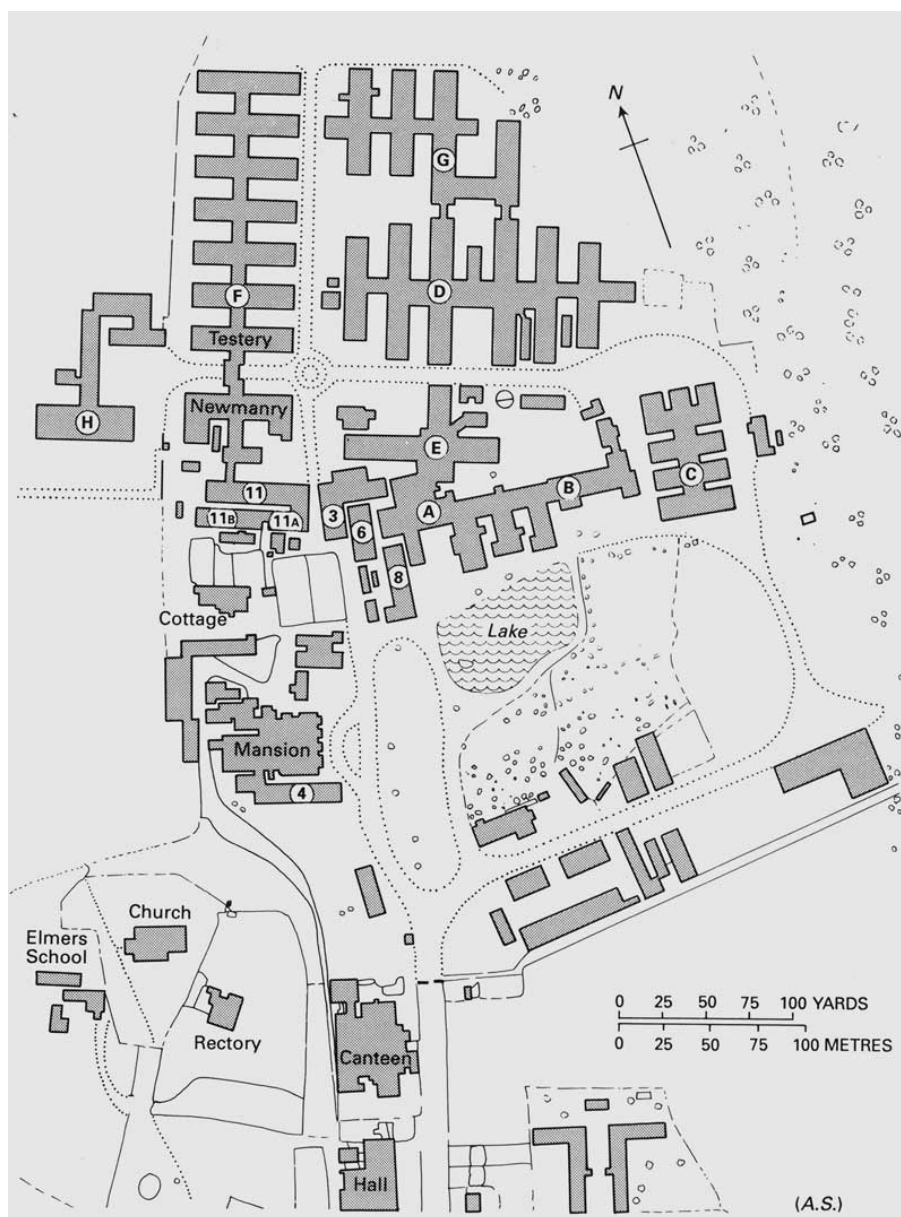 N
G
F
D
Testery
Newmanry
H
E
C
B
A
11
11B
11A
3
6
8
Cottage
Lake
Mansion
4
Church
Elmers
School
Rectory
Canteen
Hall
0 25 50 75 100 YARDS
0 25 50 75 100 METRES
(A.S.)